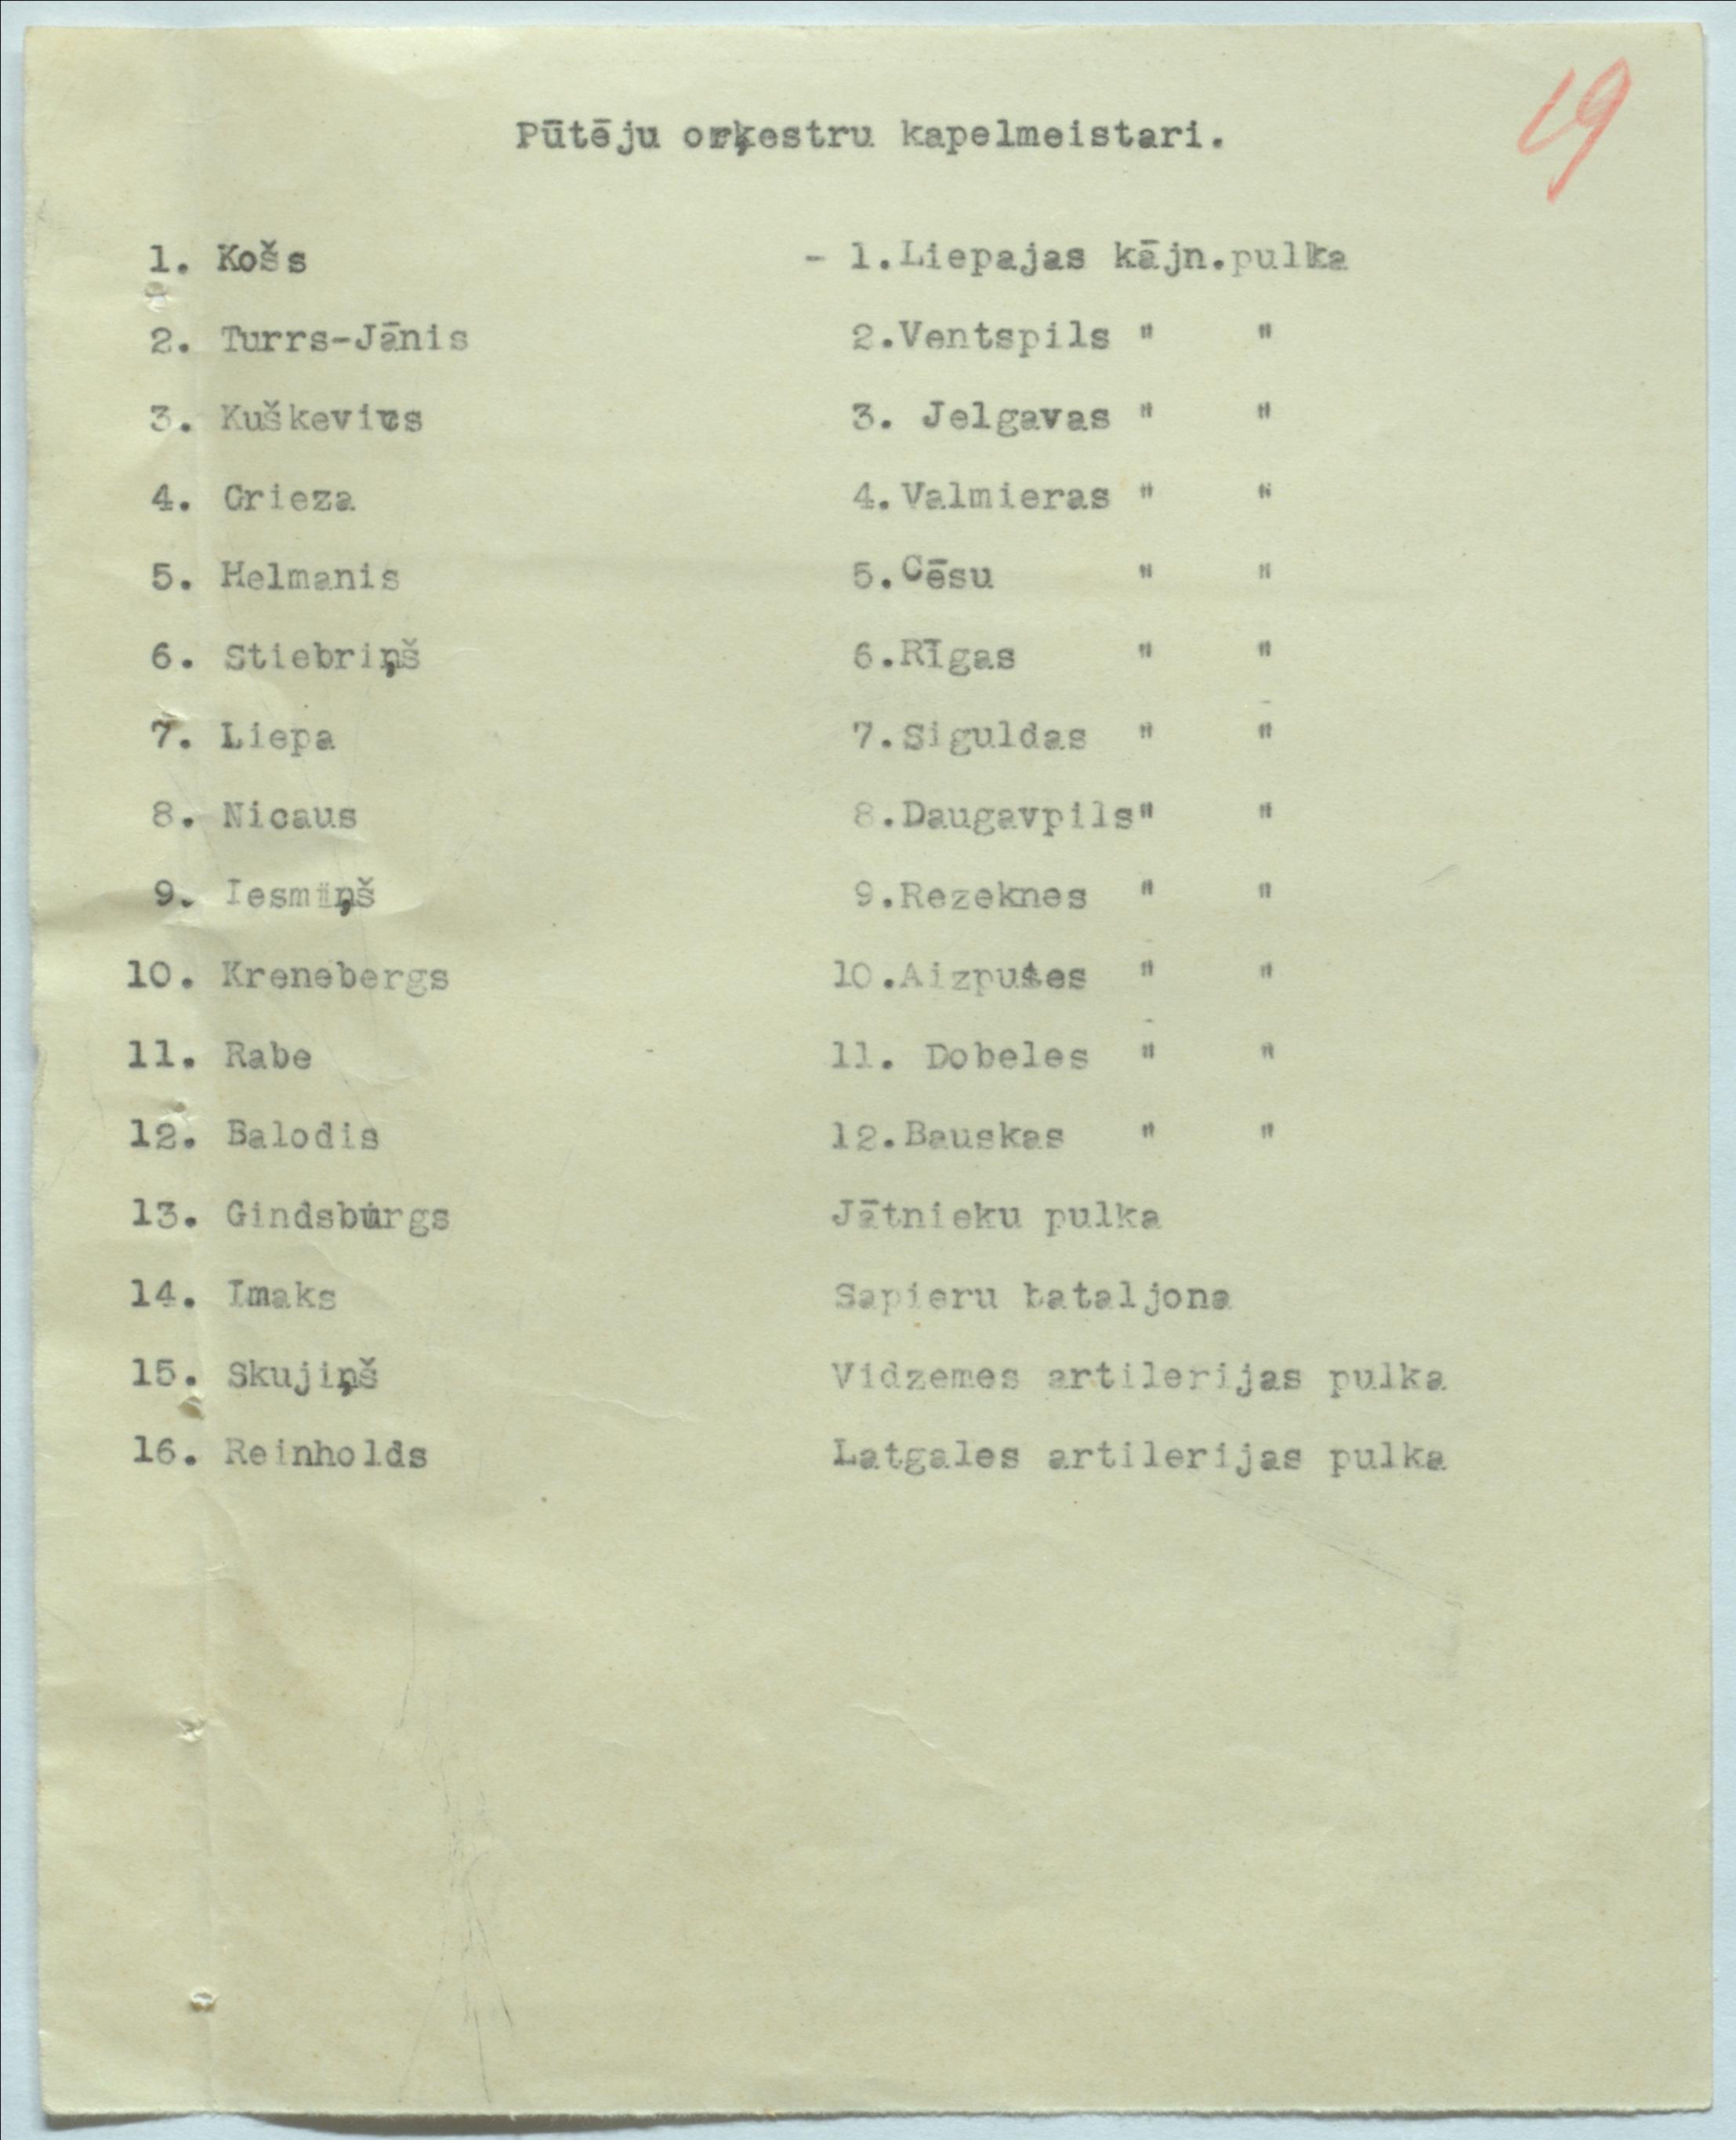 19
Pūtēju orķestru kapelmeistari.
1. Košs - 1.Liepajas kājn.pulka
2. Turrs-Jānis 2.Ventspils " "
3. Kuškevics 3. Jelgavas " "
4. Grieza 4.Valmieras " "
5. Helmanis 5.Cēsu " "
6. Stiebriņš 6.Rīgas " "
7. Liepa 7.Siguldas " "
8. Nicaus 8.Daugavpils" "
9. Iesmiņš 9.Rezeknes " "
10. Krenebergs 10.Aizputes " "
11. Rabe 11. Dobeles " "
12. Balodis 12.Bauskas " "
13. Gindsburgs Jātnieku pulka
14. Imaks Sapieru bataljona
15. Skujiņš Vidzemes artilerijas pulka
16. Reinholds Latgales artilerijas pulka